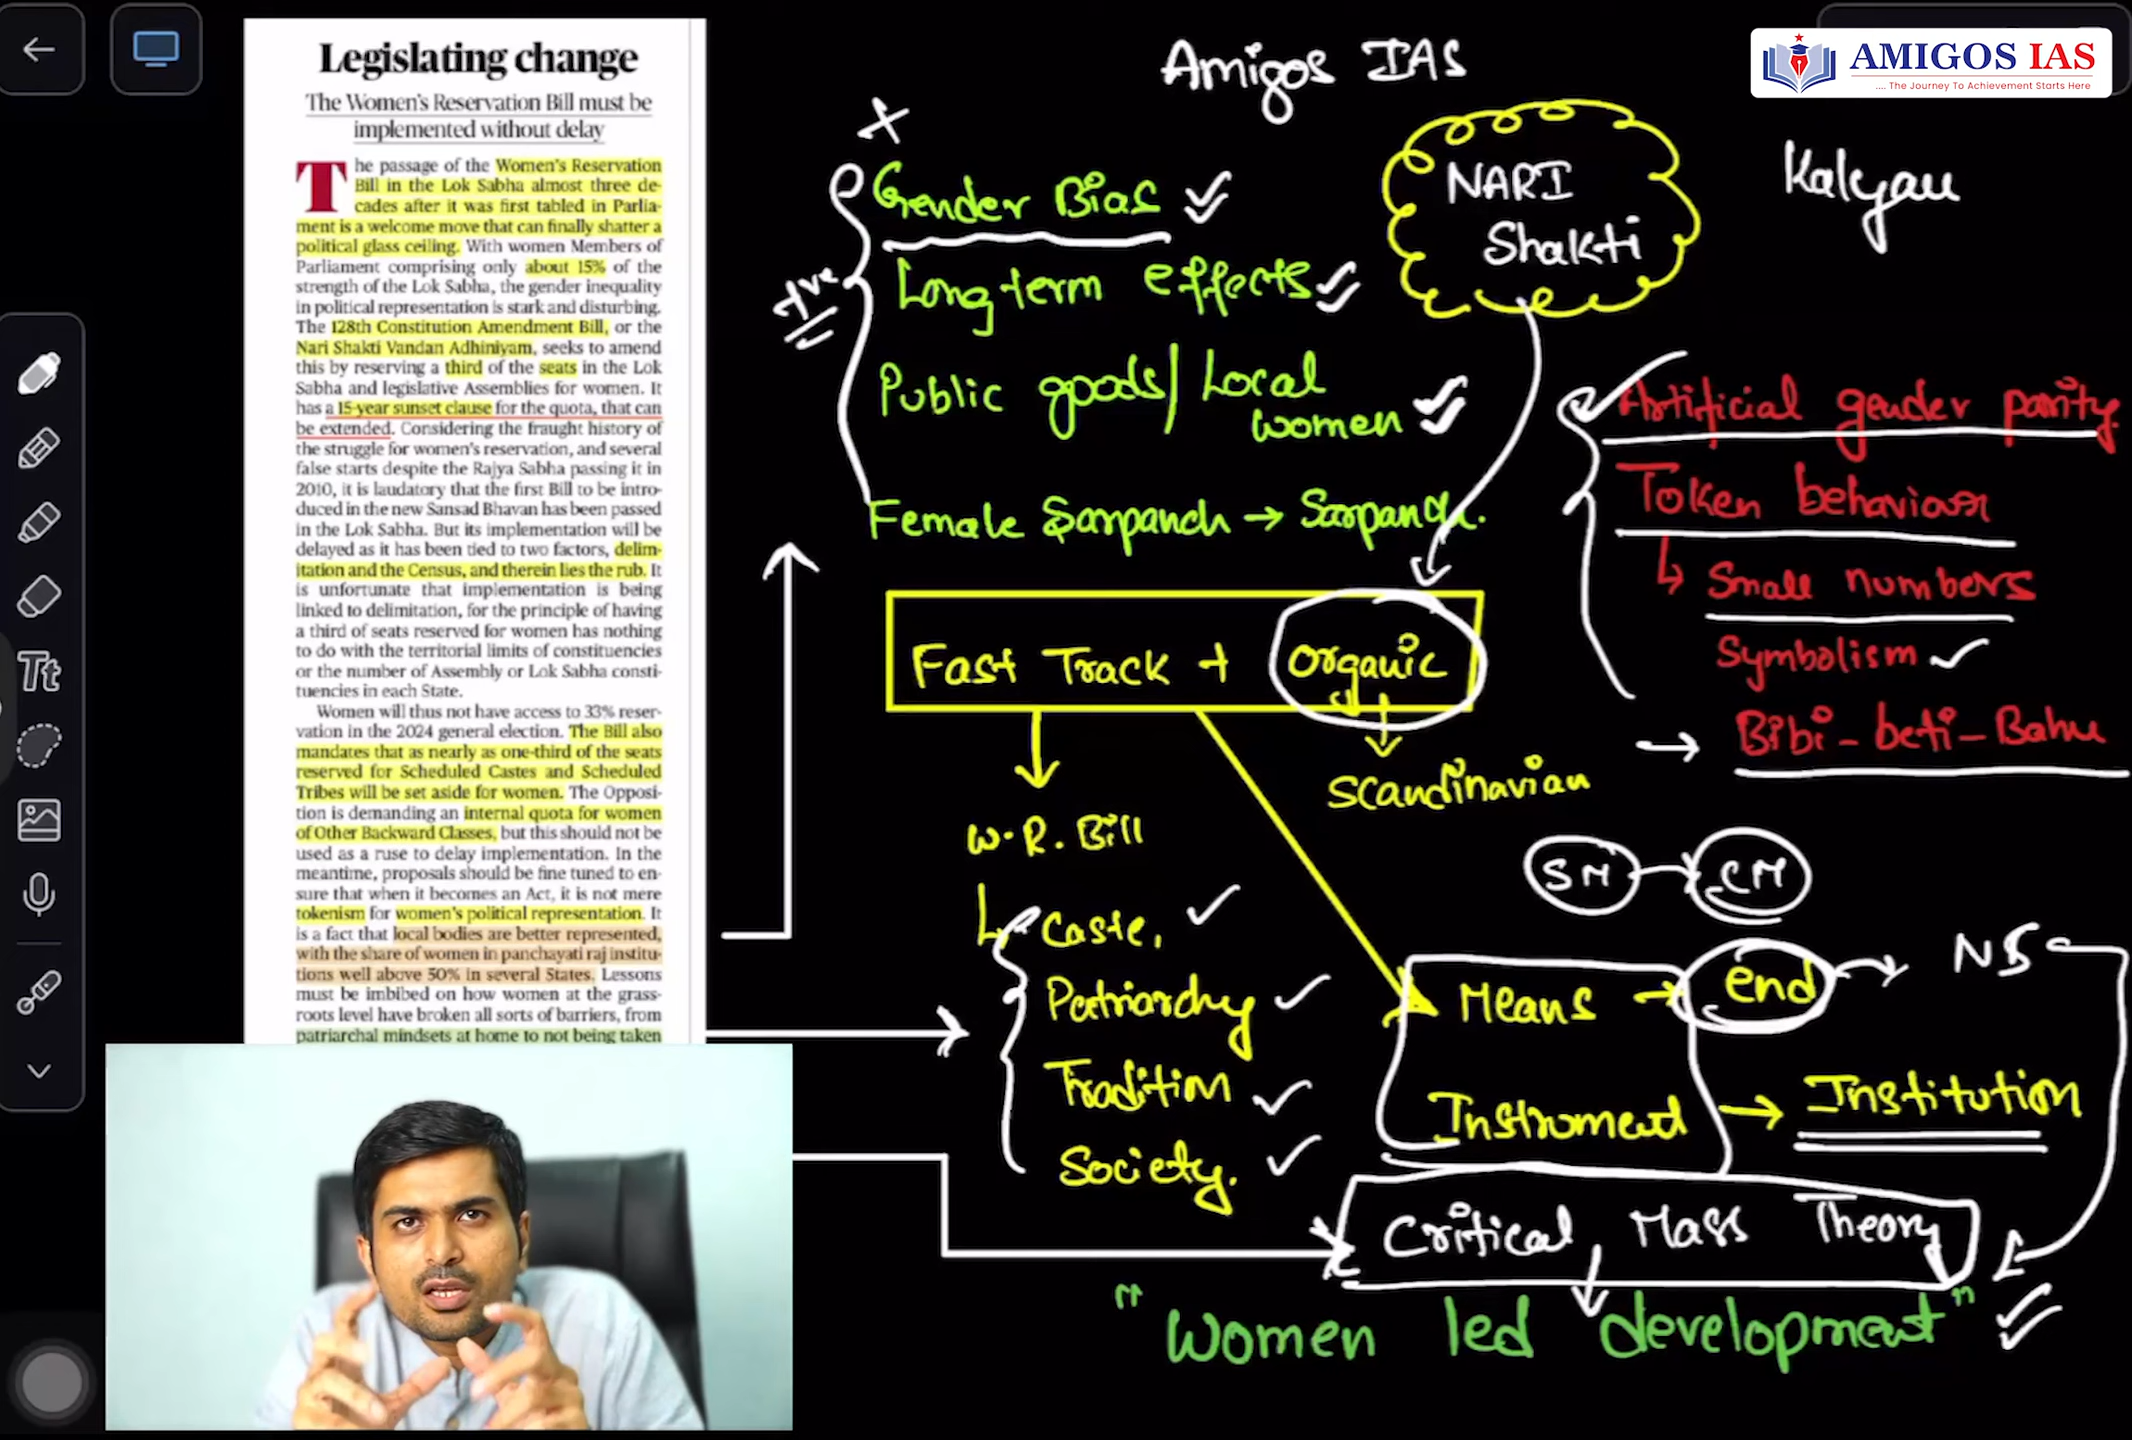 Legislating change
The Women's Reservation Bill must be
implemented without delay
The passage of the Women's Reservation
Bill in the Lok Sabha almost three de-
cades after it was first tabled in Parlia-
ment is a welcome move that can finally shatter a
political glass ceiling. With women Members of
Parliament comprising only about 15% of the
strength of the Lok Sabha, the gender inequality
in political representation is stark and disturbing.
The 128th Constitution Amendment Bill, or the
Nari Shakti Vandan Adhiniyam, seeks to amend
this by reserving a third of the seats in the Lok
Sabha and legislative Assemblies for women. It
has a 15-year sunset clause for the quota, that can
be extended. Considering the fraught history of
the struggle for women's reservation, and several
false starts despite the Rajya Sabha passing it in
2010, it is laudatory that the first Bill to be intro-
duced in the new Sansad Bhavan has been passed
in the Lok Sabha. But its implementation will be
delayed as it has been tied to two factors, delim-
itation and the Census, and therein lies the rub. It
is unfortunate that implementation is being
linked to delimitation, for the principle of having
a third of seats reserved for women has nothing
to do with the territorial limits of constituencies
or the number of Assembly or Lok Sabha consti-
tuencies in each State.
Women will thus not have access to 33% reser-
vation in the 2024 general election. The Bill also
mandates that as nearly as one-third of the seats
reserved for Scheduled Castes and Scheduled
Tribes will be set aside for women. The Opposi-
tion is demanding an internal quota for women
of Other Backward Classes, but this should not be
used as a ruse to delay implementation. In the
meantime, proposals should be fine tuned to en-
sure that when it becomes an Act, it is not mere
tokenism for women's political representation. It
is a fact that local bodies are better represented,
with the share of women in panchayati raj institu-
tions well above 50% in several States. Lessons
must be imbibed on how women at the grass-
roots level have broken all sorts of barriers, from
patriarchal mindsets at home to not being taken
Tt
Amigos IAS
AMIGOS IAS
.... The Journey To Achievement Starts Here
NARI
Shakti
Kalyan
+ve
Gender Bias
Long term effects
Public goods/ Local
women
Female Sarpanch → Sarpanch.
Artificial gender parity
Token behaviour
Small numbers
Symbolism
→ Bibi - beti - Bahu
Fast Track + Organic
Scandinavian
W. R. Bill
Caste,
Patriarchy
Tradition
Society.
SM → CM
Means → end → NS
Instrument → Institution
Critical Mass Theory
"Women led development"